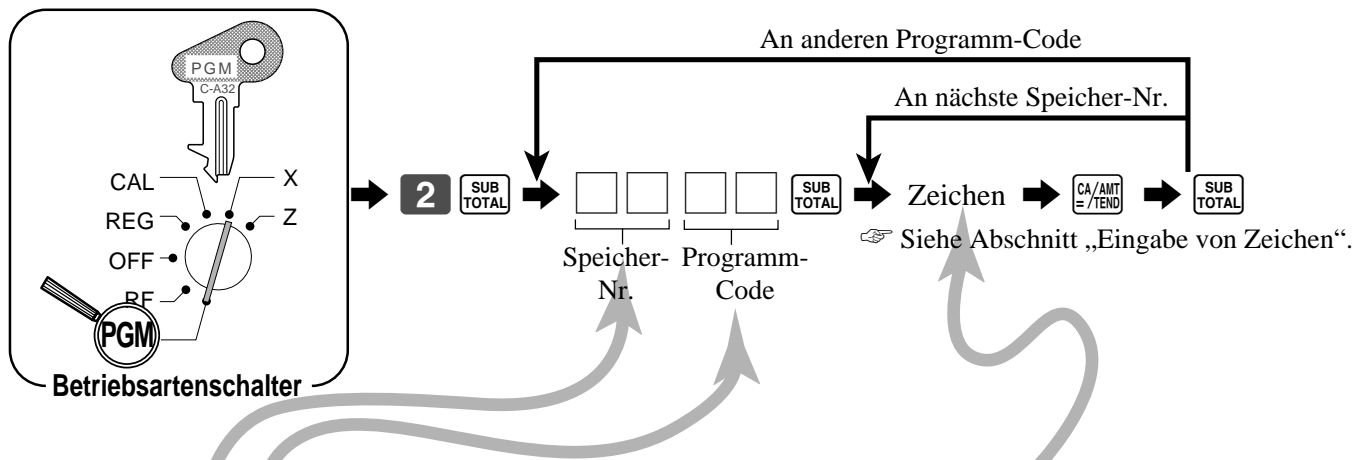 An anderen Programm-Code
An nächste Speicher-Nr.
PGM
C-A32
CAL
X
REG
Z
OFF
RF
PGM
Betriebsartenschalter
2
SUB TOTAL
SUB TOTAL
Zeichen
CA/AMT
= /TEND
SUB TOTAL
☞ Siehe Abschnitt „Eingabe von Zeichen“.
Speicher-
Nr.
Programm-
Code